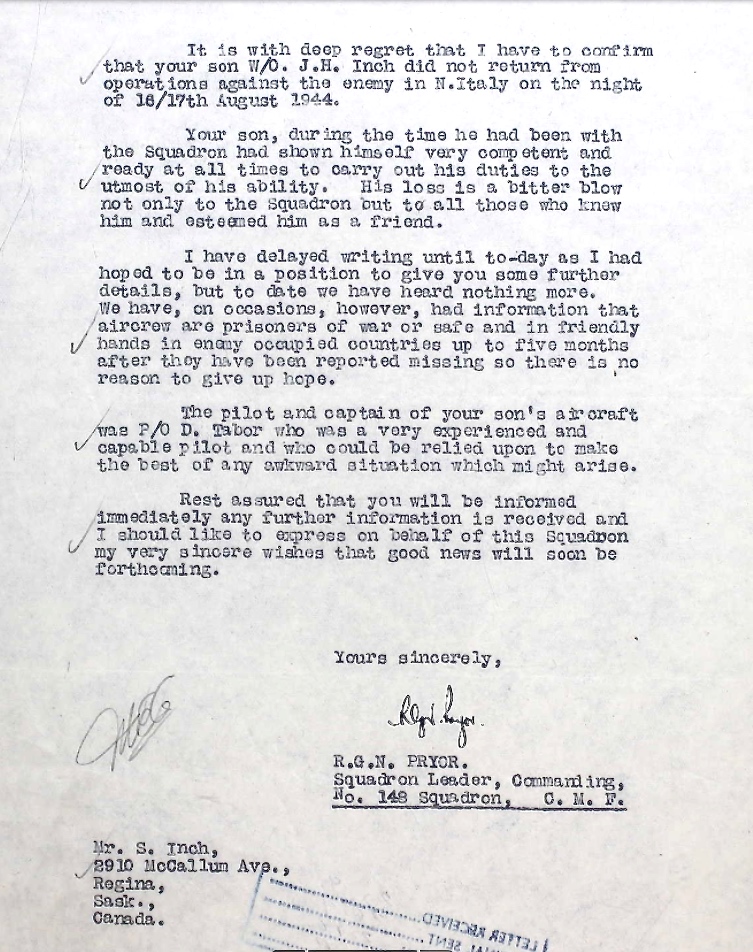 It is with deep regret that I have to confirm
that your son W/O. J.H. Inch did not return from
operations against the enemy in N.Italy on the night
of 16/17th August 1944.
Your son, during the time he had been with
the Squadron had shown himself very competent and
ready at all times to carry out his duties to the
utmost of his ability. His loss is a bitter blow
not only to the Squadron but to all those who knew
him and esteemed him as a friend.
I have delayed writing until to-day as I had
hoped to be in a position to give you some further
details, but to date we have heard nothing more.
We have, on occasions, however, had information that
aircrew are prisoners of war or safe and in friendly
hands in enemy occupied countries up to five months
after they have been reported missing so there is no
reason to give up hope.
The pilot and captain of your son's aircraft
was P/O D. Tabor who was a very experienced and
capable pilot and who could be relied upon to make
the best of any awkward situation which might arise.
Rest assured that you will be informed
immediately any further information is received and
I should like to express on behalf of this Squadron
my very sincere wishes that good news will soon be
forthcoming.
Yours sincerely,
R.G.N. PRYOR.
Squadron Leader, Commanding,
No. 148 Squadron, C. M. F.
Mr. S. Inch,
2910 McCallum Ave.,
Regina,
Sask.,
Canada.
LETTER RECEIVED
SENT